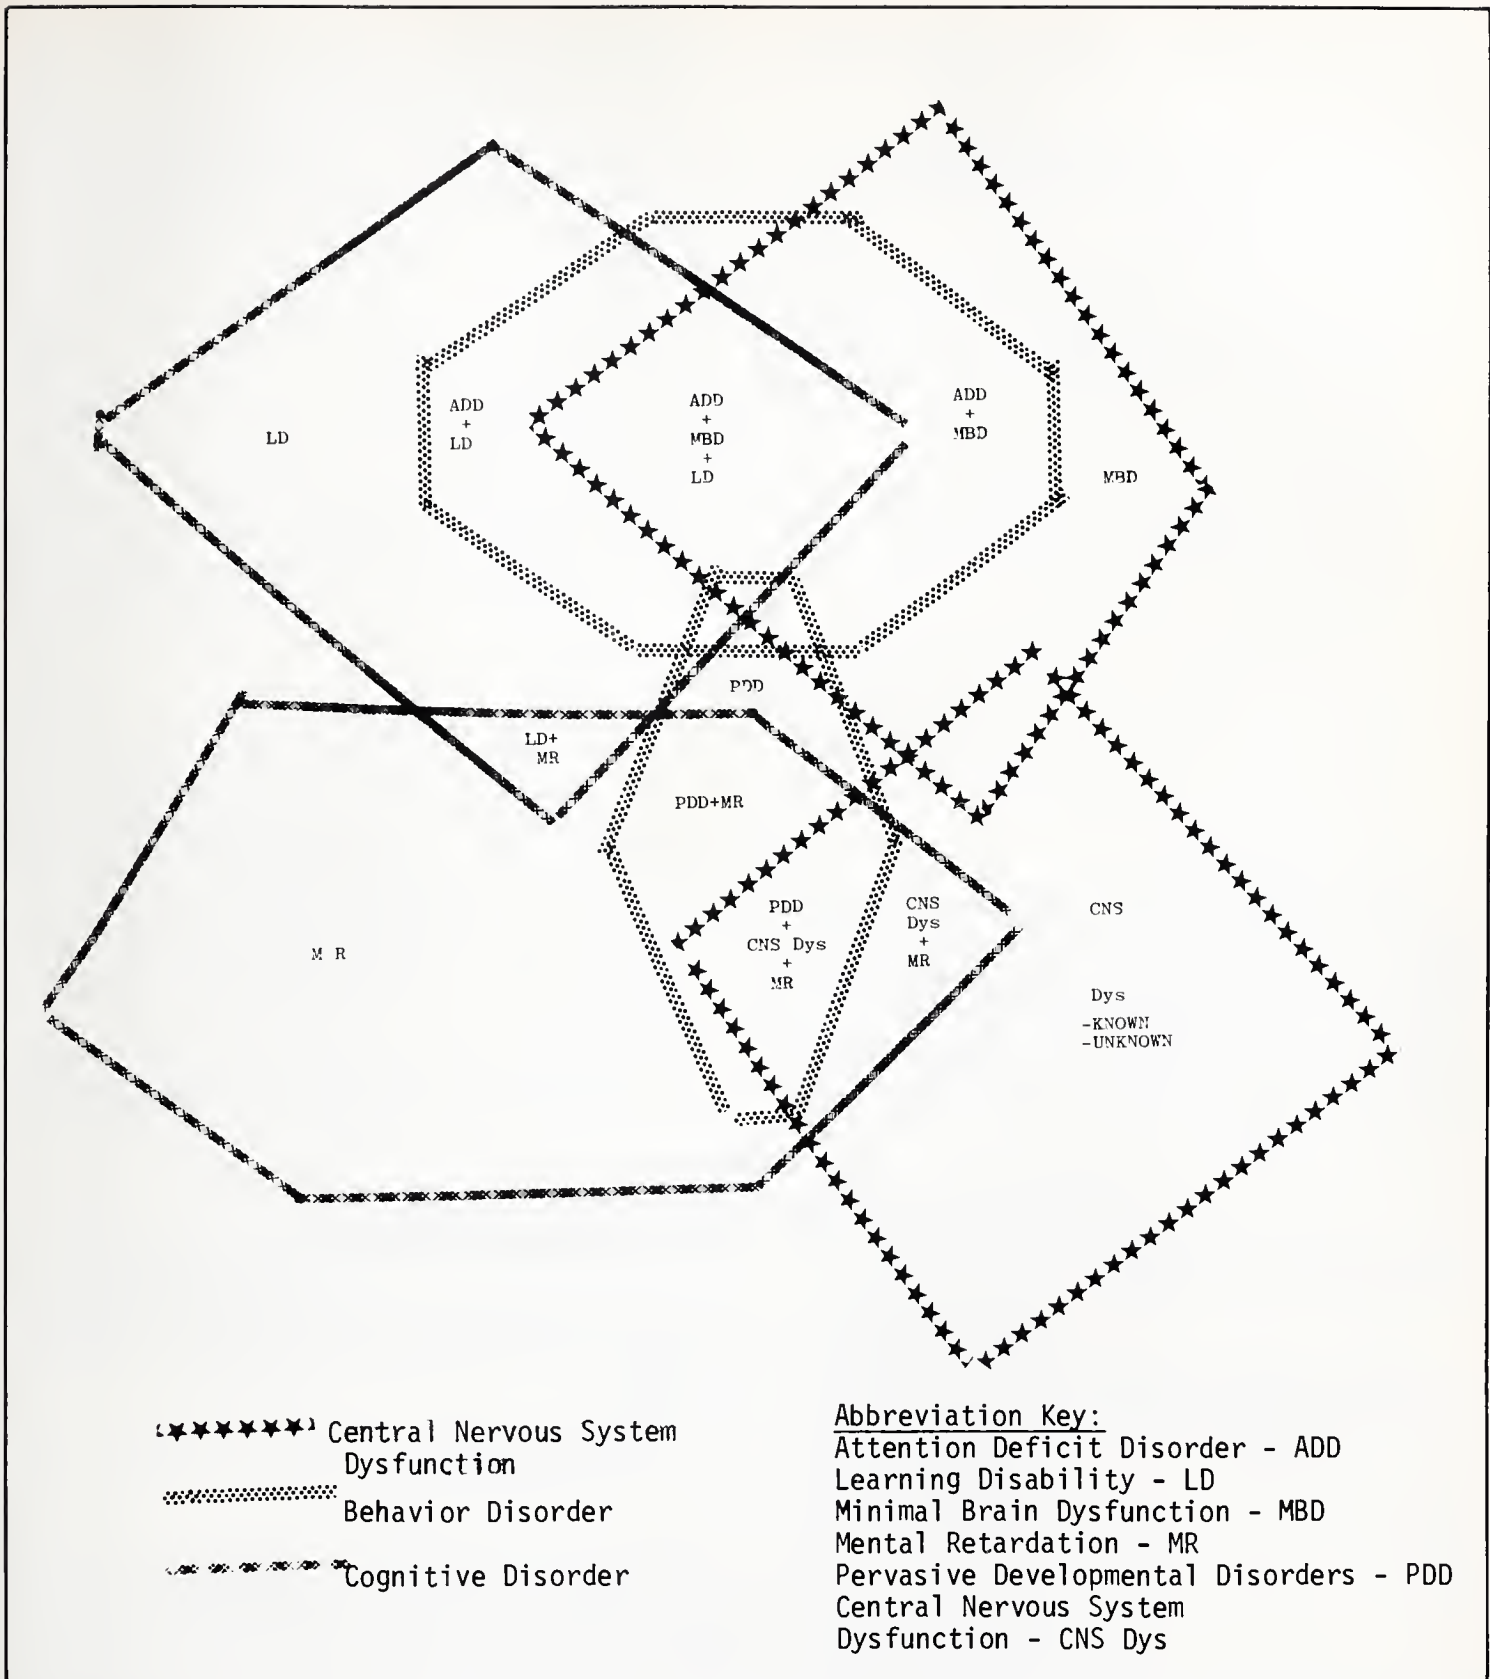 ADD
+
LD
ADD
+
MBD
+
LD
ADD
+
MBD
LD
MBD
PDD
LD+
MR
PDD+MR
PDD
+
CNS Dys
+
MR
CNS
Dys
+
MR
CNS
Dys
-KNOWN
-UNKNOWN
M R
Central Nervous System
Dysfunction
Behavior Disorder
Cognitive Disorder
Abbreviation Key:
Attention Deficit Disorder - ADD
Learning Disability - LD
Minimal Brain Dysfunction - MBD
Mental Retardation - MR
Pervasive Developmental Disorders - PDD
Central Nervous System
Dysfunction - CNS Dys